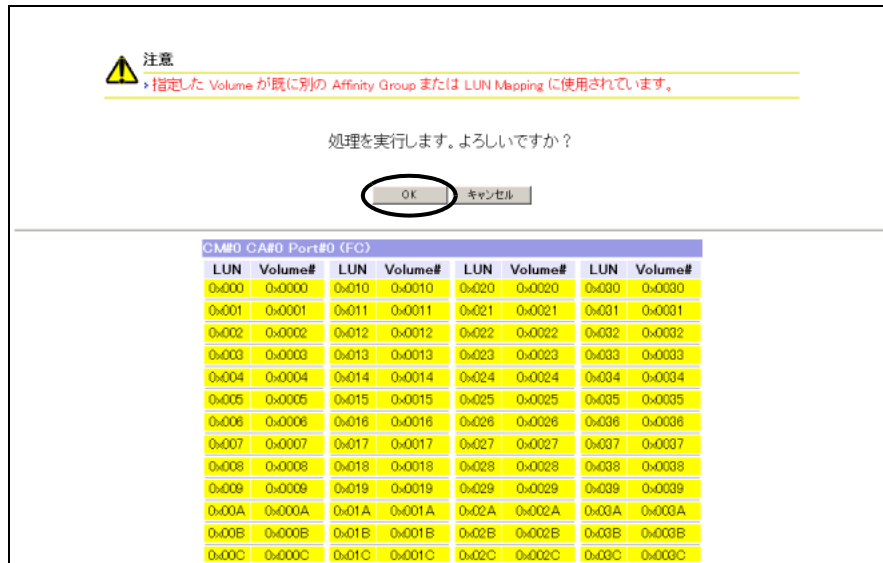 注意
指定した Volume が既に別の Affinity Group または LUN Mapping に使用されています。
処理を実行します。よろしいですか？
OK キャンセル
CM#0 CA#0 Port#0 (FC)
LUN Volume# LUN Volume# LUN Volume# LUN Volume#
0x000 0x0000 0x010 0x0010 0x020 0x0020 0x030 0x0030
0x001 0x0001 0x011 0x0011 0x021 0x0021 0x031 0x0031
0x002 0x0002 0x012 0x0012 0x022 0x0022 0x032 0x0032
0x003 0x0003 0x013 0x0013 0x023 0x0023 0x033 0x0033
0x004 0x0004 0x014 0x0014 0x024 0x0024 0x034 0x0034
0x005 0x0005 0x015 0x0015 0x025 0x0025 0x035 0x0035
0x006 0x0006 0x016 0x0016 0x026 0x0026 0x036 0x0036
0x007 0x0007 0x017 0x0017 0x027 0x0027 0x037 0x0037
0x008 0x0008 0x018 0x0018 0x028 0x0028 0x038 0x0038
0x009 0x0009 0x019 0x0019 0x029 0x0029 0x039 0x0039
0x00A 0x000A 0x01A 0x001A 0x02A 0x002A 0x03A 0x003A
0x00B 0x000B 0x01B 0x001B 0x02B 0x002B 0x03B 0x003B
0x00C 0x000C 0x01C 0x001C 0x02C 0x002C 0x03C 0x003C